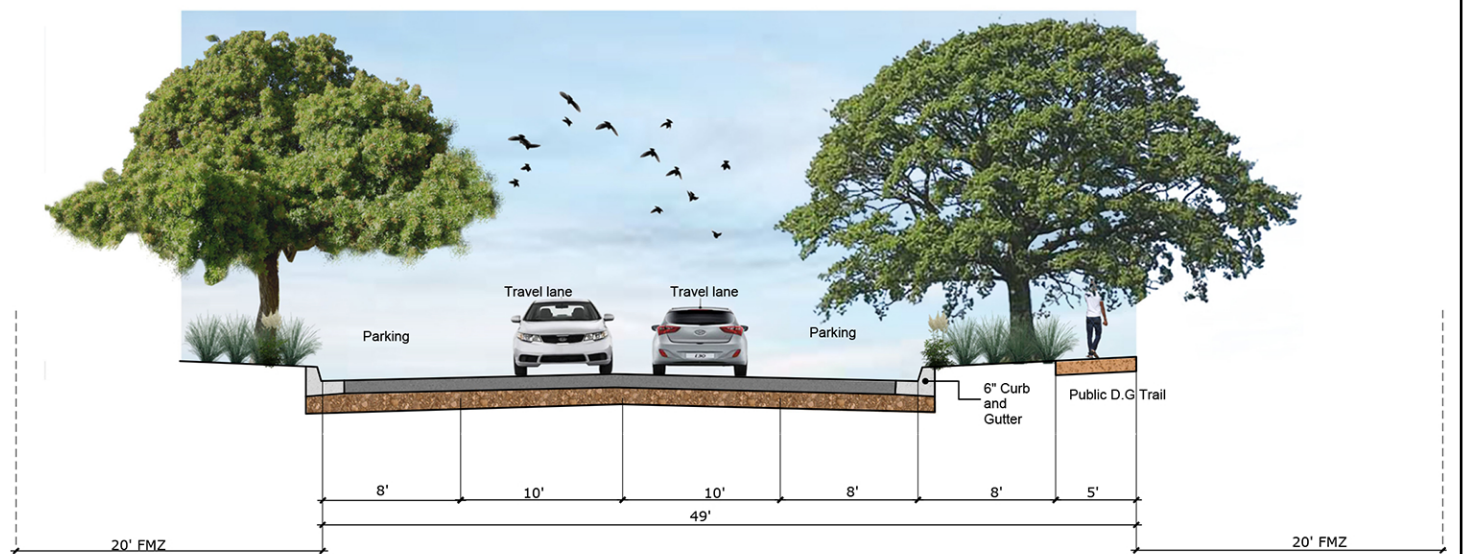 Travel lane
Travel lane
Parking
Parking
6" Curb
and
Gutter
Public D.G Trail
8'
10'
10'
8'
8'
5'
49'
20' FMZ
20' FMZ